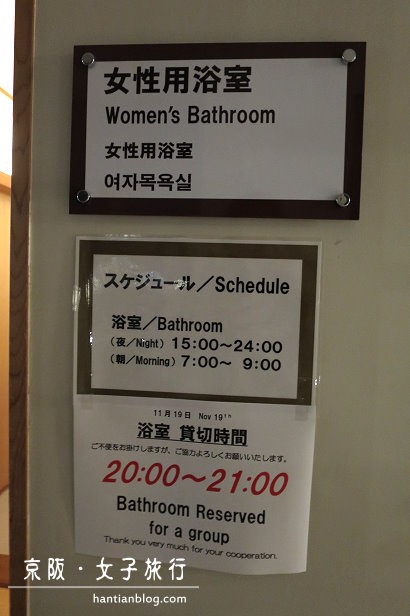 女性用浴室
Women's Bathroom
女性用浴室
여자목욕실
スケジュール／Schedule
浴室／Bathroom
（夜／Night）15:00～24:00
（朝／Morning）7:00～ 9:00
11月19日 Nov 19th
浴室 貸切時間
ご不便をお掛けしますが、ご協力よろしくお願いいたします。
20:00～21:00
Bathroom Reserved
for a group
Thank you very much for your cooperation.
京阪・女子旅行
hantianblog.com